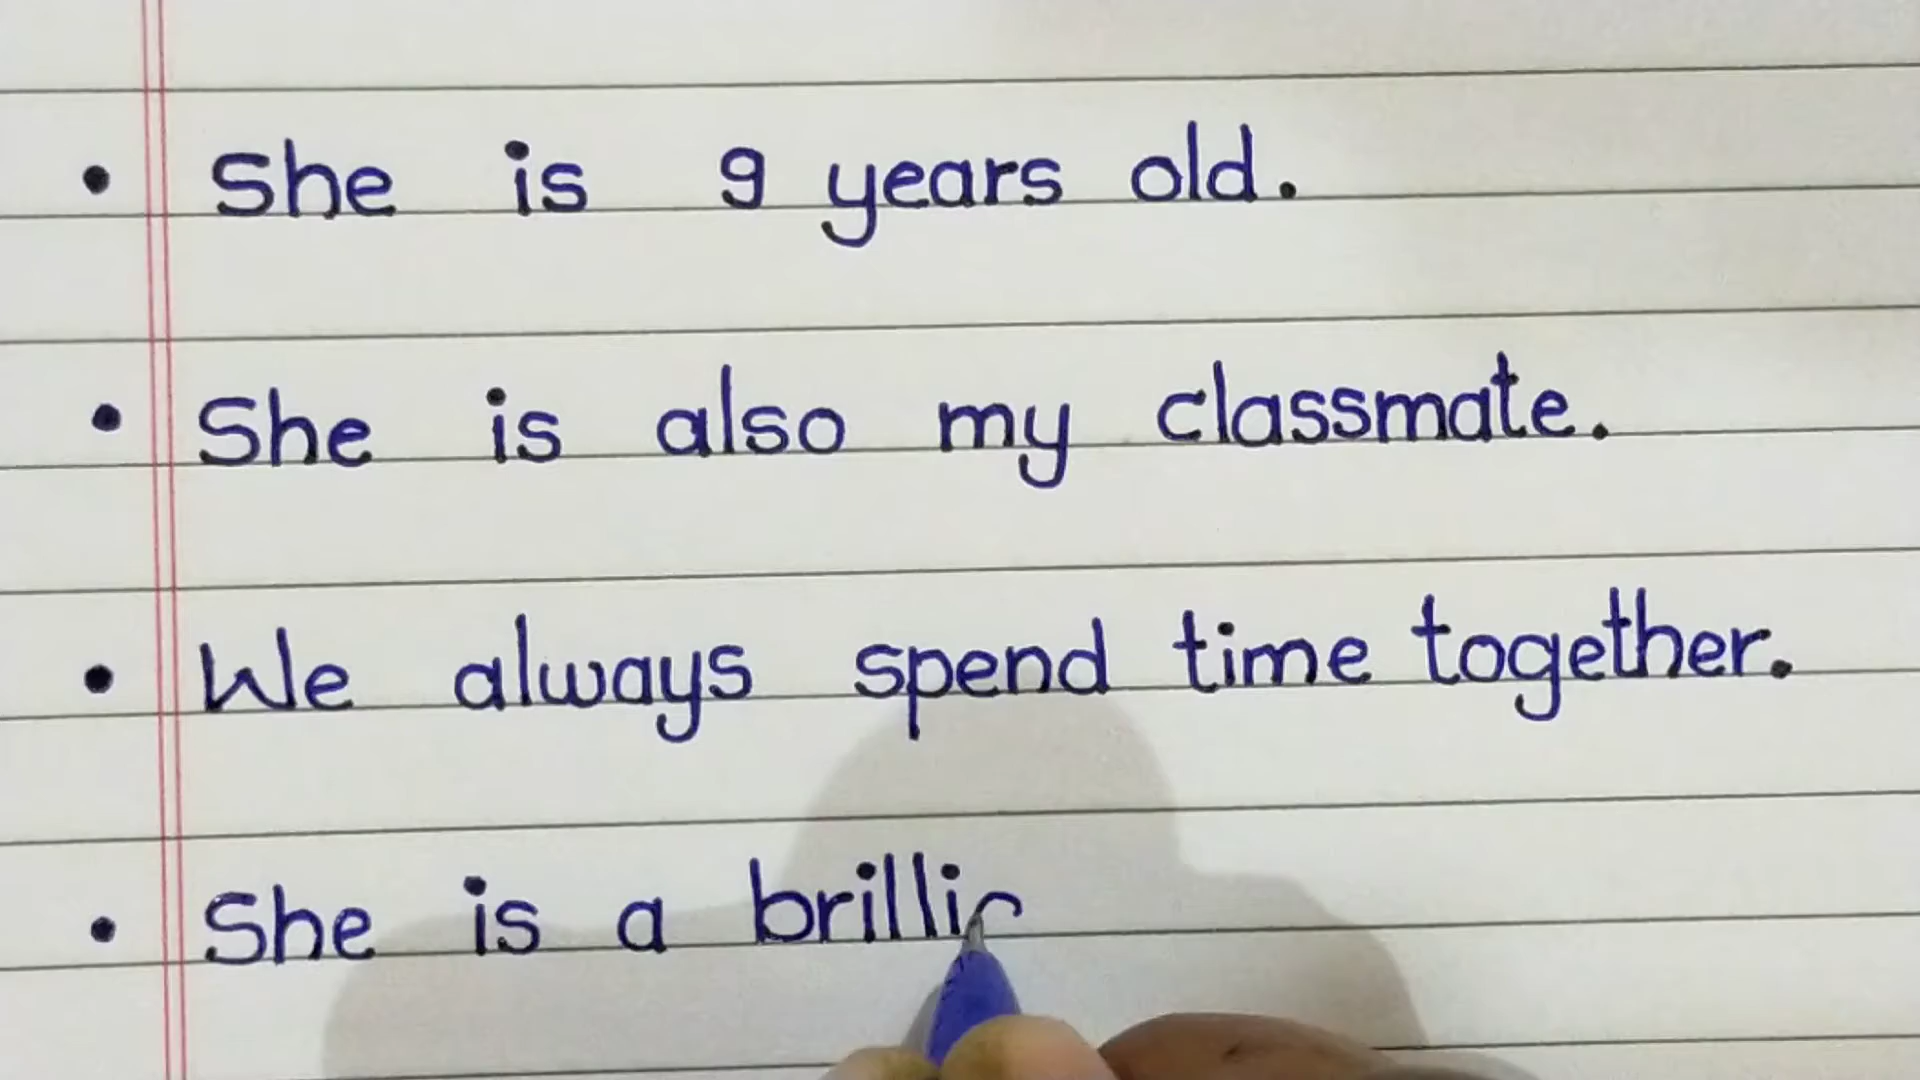 • She is 9 years old.
• She is also my classmate.
• We always spend time together.
• She is a brilli